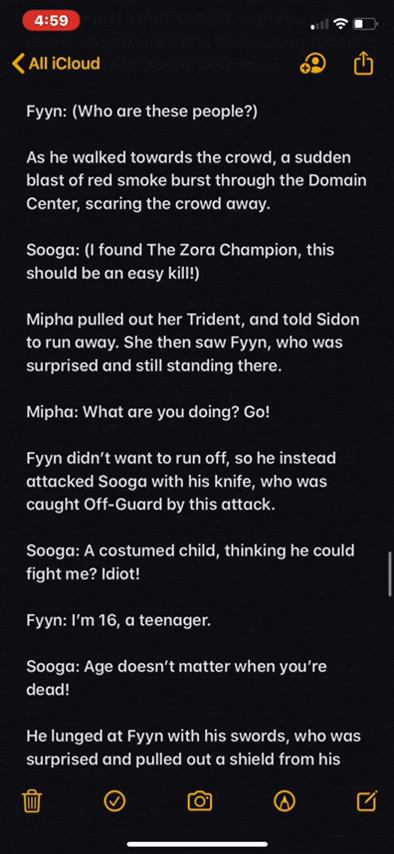 4:59
All iCloud
Fyyn: (Who are these people?)
As he walked towards the crowd, a sudden
blast of red smoke burst through the Domain
Center, scaring the crowd away.
Sooga: (I found The Zora Champion, this
should be an easy kill!)
Mipha pulled out her Trident, and told Sidon
to run away. She then saw Fyyn, who was
surprised and still standing there.
Mipha: What are you doing? Go!
Fyyn didn’t want to run off, so he instead
attacked Sooga with his knife, who was
caught Off-Guard by this attack.
Sooga: A costumed child, thinking he could
fight me? Idiot!
Fyyn: I’m 16, a teenager.
Sooga: Age doesn’t matter when you’re
dead!
He lunged at Fyyn with his swords, who was
surprised and pulled out a shield from his